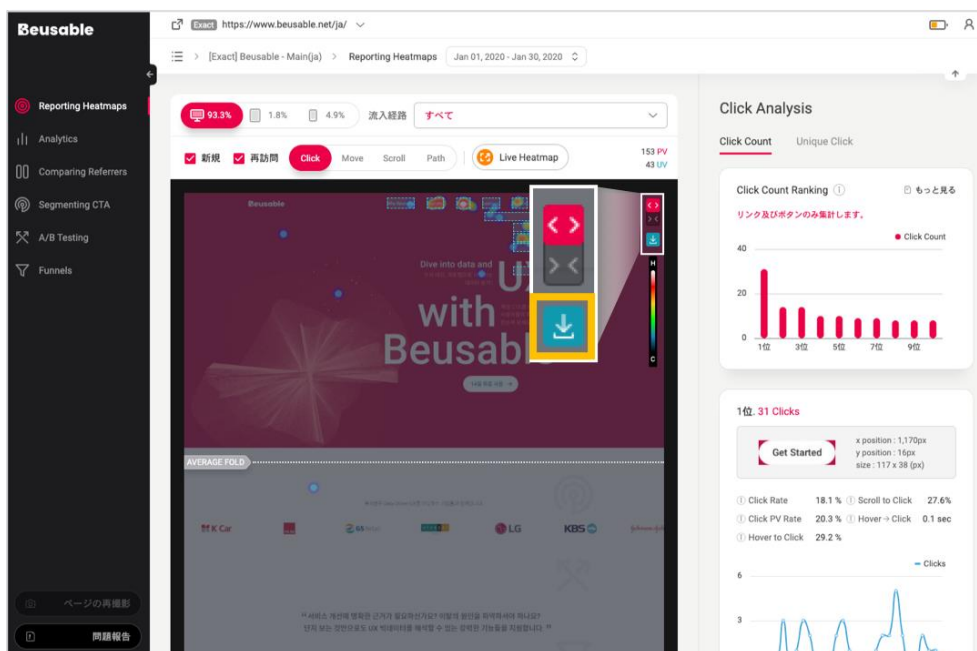 Beusable
Exact https://www.beusable.net/ja/
[Exact] Beusable - Main(ja) > Reporting Heatmaps Jan 01, 2020 - Jan 30, 2020
Reporting Heatmaps
Analytics
Comparing Referrers
Segmenting CTA
A/B Testing
Funnels
ページの再撮影
問題報告
93.3% 1.8% 4.9% 流入経路 すべて
新規 再訪問 Click Move Scroll Path Live Heatmap
153 PV
43 UV
Beusable
Dive into data and
with
Beusabl
H
C
AVERAGE FOLD
K Car
LG
KBS
Click Analysis
Click Count Unique Click
Click Count Ranking もっと見る
リンク及びボタンのみ集計します。
Click Count
40
20
0
1位 3位 5位 7位 9位
1位. 31 Clicks
Get Started
x position : 1,170px
y position : 16px
size : 117 x 38 (px)
Click Rate 18.1 % Scroll to Click 27.6%
Click PV Rate 20.3 % Hover→Click 0.1 sec
Hover to Click 29.2 %
Clicks
6
3